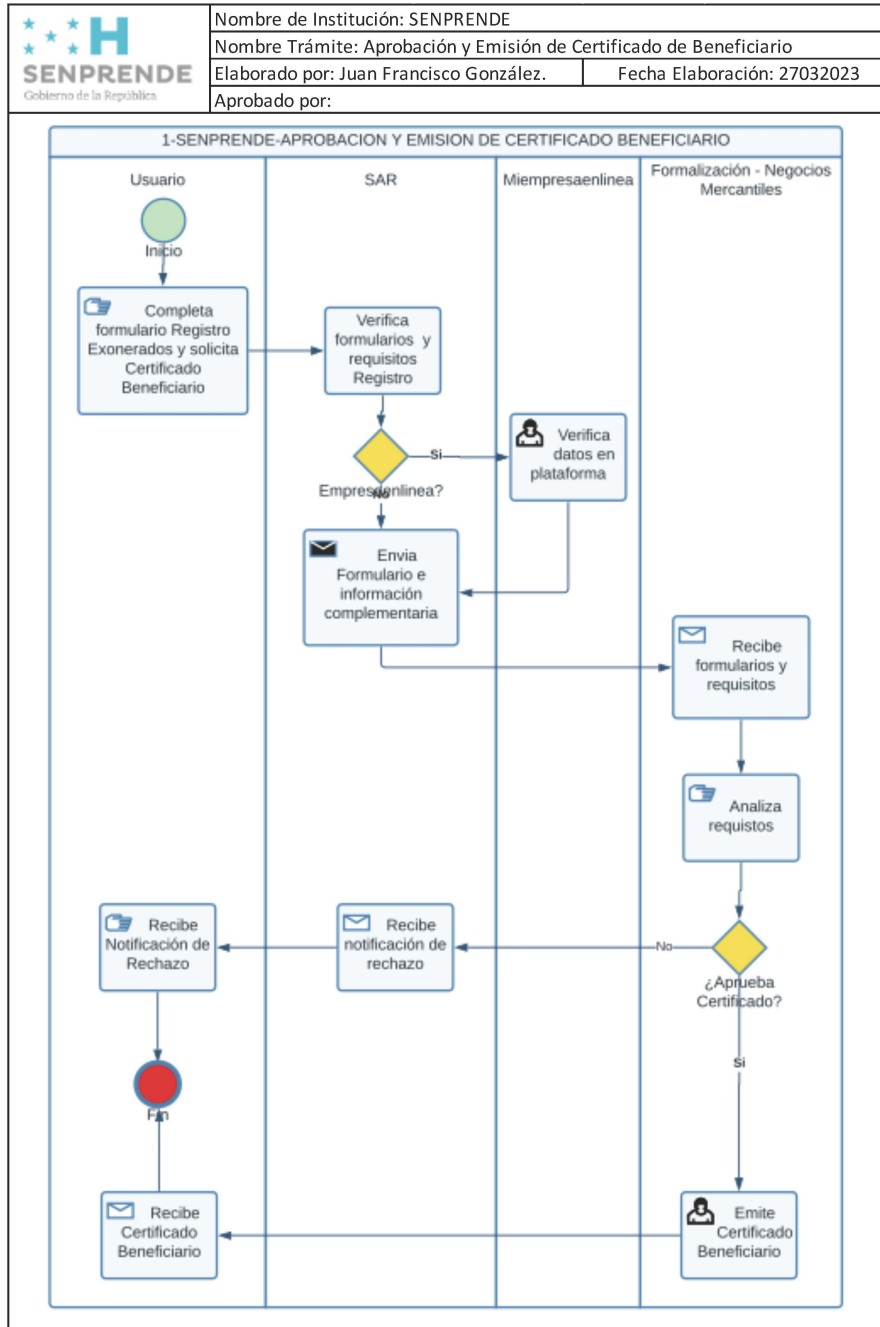 SENPRENDE
Gobierno de la República
Nombre de Institución: SENPRENDE
Nombre Trámite: Aprobación y Emisión de Certificado de Beneficiario
Elaborado por: Juan Francisco González.
Fecha Elaboración: 27032023
Aprobado por:
1-SENPRENDE-APROBACION Y EMISION DE CERTIFICADO BENEFICIARIO
Usuario
SAR
Miempresaenlinea
Formalización - Negocios
Mercantiles
Inicio
Completa
formulario Registro
Exonerados y solicita
Certificado
Beneficiario
Verifica
formularios y
requisitos
Registro
Si
Verifica
datos en
plataforma
Empresaenlinea?
No
Envia
Formulario e
información
complementaria
Recibe
formularios y
requisitos
Analiza
requistos
Recibe
Notificación de
Rechazo
Recibe
notificación de
rechazo
No
¿Aprueba
Certificado?
Si
Fin
Recibe
Certificado
Beneficiario
Emite
Certificado
Beneficiario